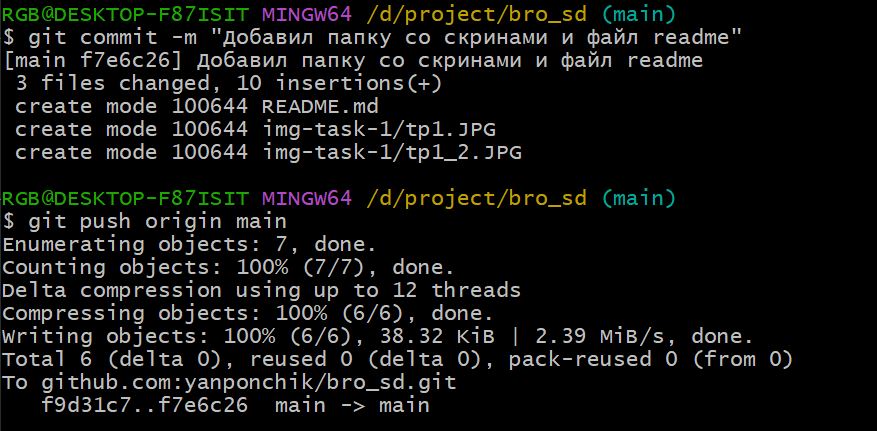 RGB@DESKTOP-F87ISIT MINGW64 /d/project/bro_sd (main)
$ git commit -m "Добавил папку со скринами и файл readme"
[main f7e6c26] Добавил папку со скринами и файл readme
 3 files changed, 10 insertions(+)
 create mode 100644 README.md
 create mode 100644 img-task-1/tp1.JPG
 create mode 100644 img-task-1/tp1_2.JPG

RGB@DESKTOP-F87ISIT MINGW64 /d/project/bro_sd (main)
$ git push origin main
Enumerating objects: 7, done.
Counting objects: 100% (7/7), done.
Delta compression using up to 12 threads
Compressing objects: 100% (6/6), done.
Writing objects: 100% (6/6), 38.32 KiB | 2.39 MiB/s, done.
Total 6 (delta 0), reused 0 (delta 0), pack-reused 0 (from 0)
To github.com:yanponchik/bro_sd.git
   f9d31c7..f7e6c26  main -> main